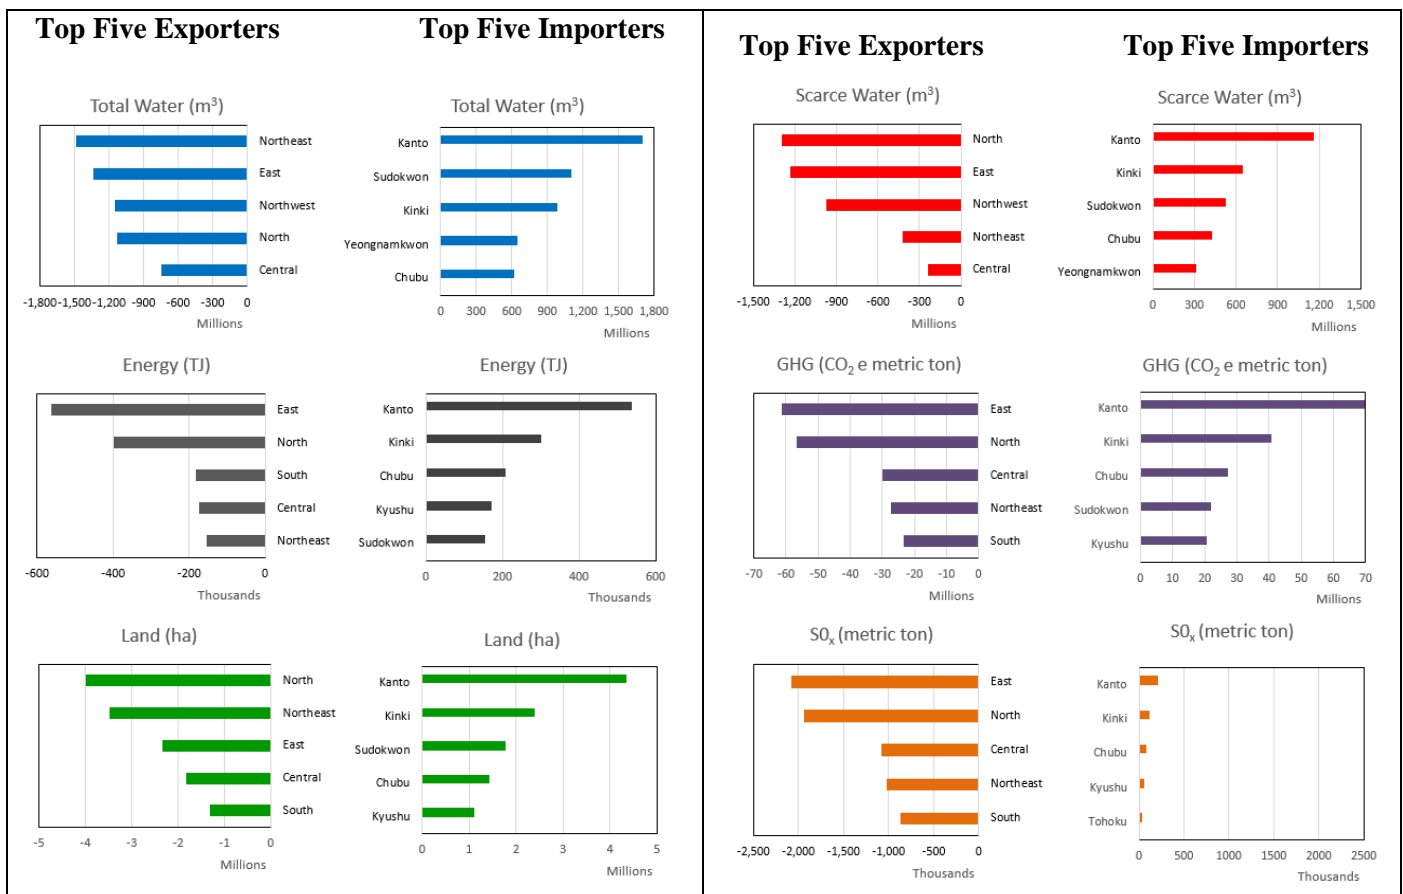 Top Five Exporters
Top Five Importers
Total Water (m³)
Northeast
East
Northwest
North
Central
-1,800 -1,500 -1,200 -900 -600 -300 0
Millions
Total Water (m³)
Kanto
Sudokwon
Kinki
Yeongnamkwon
Chubu
0 300 600 900 1,200 1,500 1,800
Millions
Energy (TJ)
East
North
South
Central
Northeast
-600 -400 -200 0
Thousands
Energy (TJ)
Kanto
Kinki
Chubu
Kyushu
Sudokwon
0 200 400 600
Thousands
Land (ha)
North
Northeast
East
Central
South
-5 -4 -3 -2 -1 0
Millions
Land (ha)
Kanto
Kinki
Sudokwon
Chubu
Kyushu
0 1 2 3 4 5
Millions
Top Five Exporters
Top Five Importers
Scarce Water (m³)
North
East
Northwest
Northeast
Central
-1,500 -1,200 -900 -600 -300 0
Millions
Scarce Water (m³)
Kanto
Kinki
Sudokwon
Chubu
Yeongnamkwon
0 300 600 900 1,200 1,500
Millions
GHG (CO₂ e metric ton)
East
North
Central
Northeast
South
-70 -60 -50 -40 -30 -20 -10 0
Millions
GHG (CO₂ e metric ton)
Kanto
Kinki
Chubu
Sudokwon
Kyushu
0 10 20 30 40 50 60 70
Millions
S0ₓ (metric ton)
East
North
Central
Northeast
South
-2,500 -2,000 -1,500 -1,000 -500 0
Thousands
S0ₓ (metric ton)
Kanto
Kinki
Chubu
Kyushu
Tohoku
0 500 1000 1500 2000 2500
Thousands